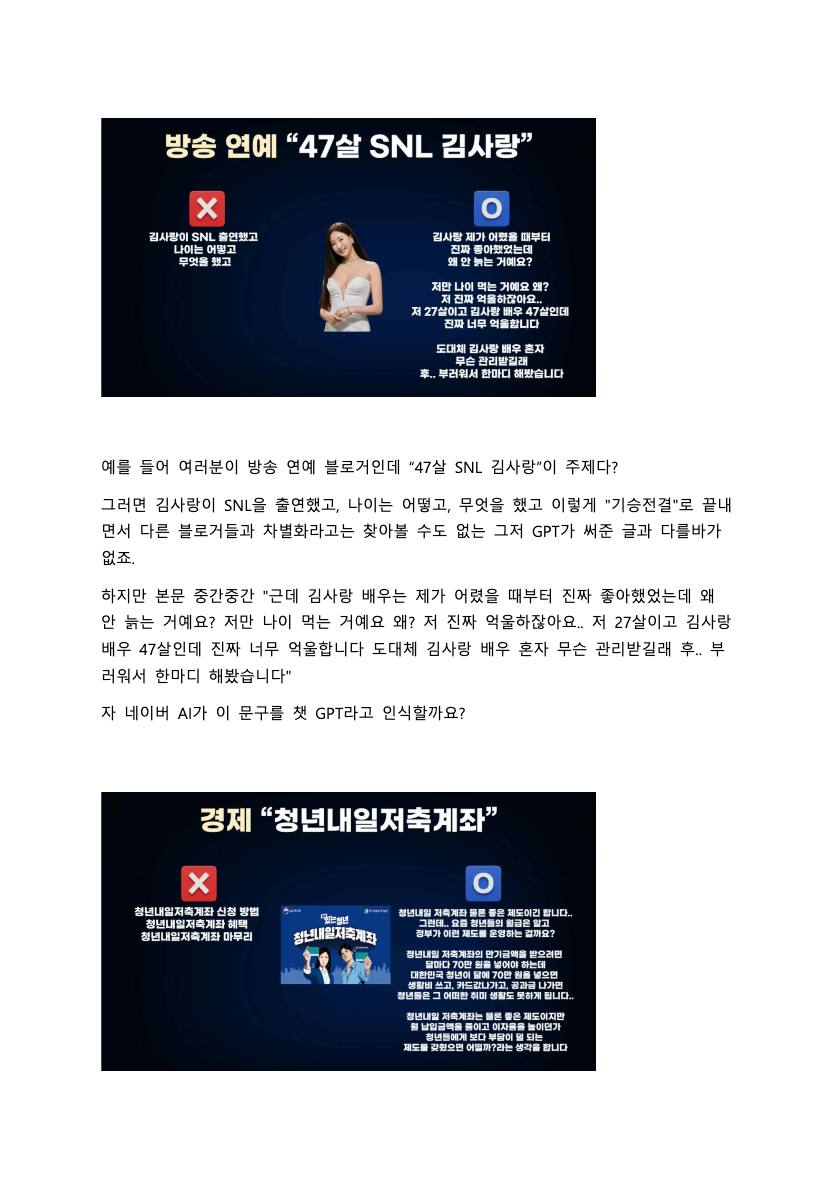 방송 연예 “47살 SNL 김사랑”
X
김사랑이 SNL 출연했고
나이는 어떻고
무엇을 했고
O
김사랑 제가 어렸을 때부터
진짜 좋아했었는데
왜 안 늙는 거예요?
저만 나이 먹는 거예요 왜?
저 진짜 억울하잖아요..
저 27살이고 김사랑 배우 47살인데
진짜 너무 억울합니다
도대체 김사랑 배우 혼자
무슨 관리받길래
후.. 부러워서 한마디 해봤습니다
예를 들어 여러분이 방송 연예 블로거인데 “47살 SNL 김사랑”이 주제다?
그러면 김사랑이 SNL을 출연했고, 나이는 어떻고, 무엇을 했고 이렇게 "기승전결"로 끝내
면서 다른 블로거들과 차별화라고는 찾아볼 수도 없는 그저 GPT가 써준 글과 다를바가
없죠.
하지만 본문 중간중간 "근데 김사랑 배우는 제가 어렸을 때부터 진짜 좋아했었는데 왜
안 늙는 거예요? 저만 나이 먹는 거예요 왜? 저 진짜 억울하잖아요.. 저 27살이고 김사랑
배우 47살인데 진짜 너무 억울합니다 도대체 김사랑 배우 혼자 무슨 관리받길래 후.. 부
러워서 한마디 해봤습니다"
자 네이버 AI가 이 문구를 챗 GPT라고 인식할까요?
경제 “청년내일저축계좌”
X
청년내일저축계좌 신청 방법
청년내일저축계좌 혜택
청년내일저축계좌 마무리
청년내일저축계좌
O
청년내일 저축계좌 물론 좋은 제도이긴 합니다..
그런데.. 요즘 청년들의 월급은 알고
정부가 이런 제도를 운영하는 걸까요?
청년내일 저축계좌의 만기금액을 받으려면
달마다 70만 원을 넣어야 하는데
대한민국 청년이 달에 70만 원을 넣으면
생활비 쓰고, 카드값나가고, 공과금 나가면
청년들은 그 어떠한 취미 생활도 못하게 됩니다..
청년내일 저축계좌는 물론 좋은 제도이지만
월 납입금액을 줄이고 이자율을 높이던가
청년들에게 보다 부담이 덜 되는
제도를 갖췄으면 어떨까?라는 생각을 합니다